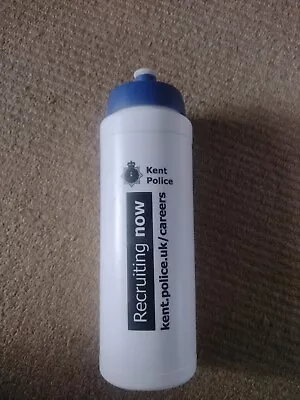 Kent
Police
Recruiting now
kent.police.uk/careers